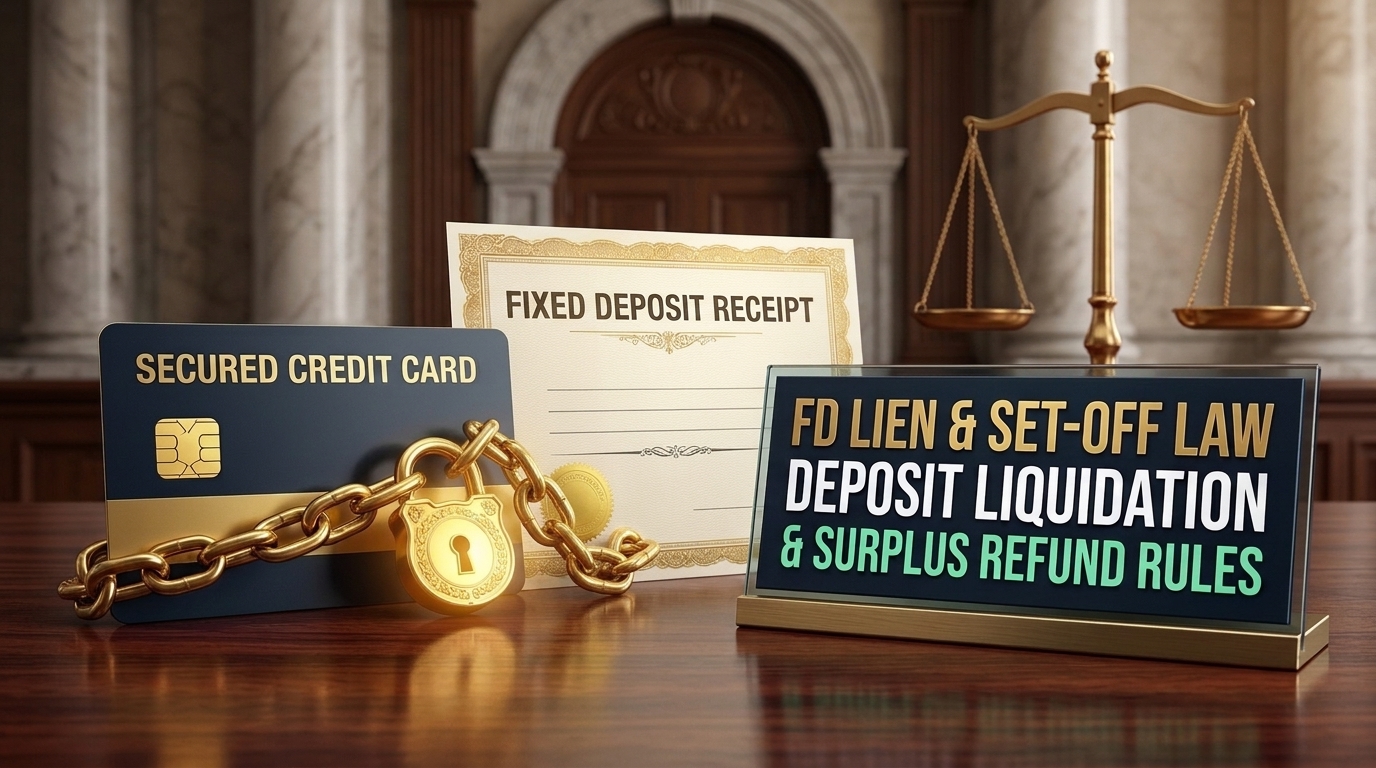 SECURED CREDIT CARD
FIXED DEPOSIT RECEIPT
FD LIEN & SET-OFF LAW
DEPOSIT LIQUIDATION
& SURPLUS REFUND RULES